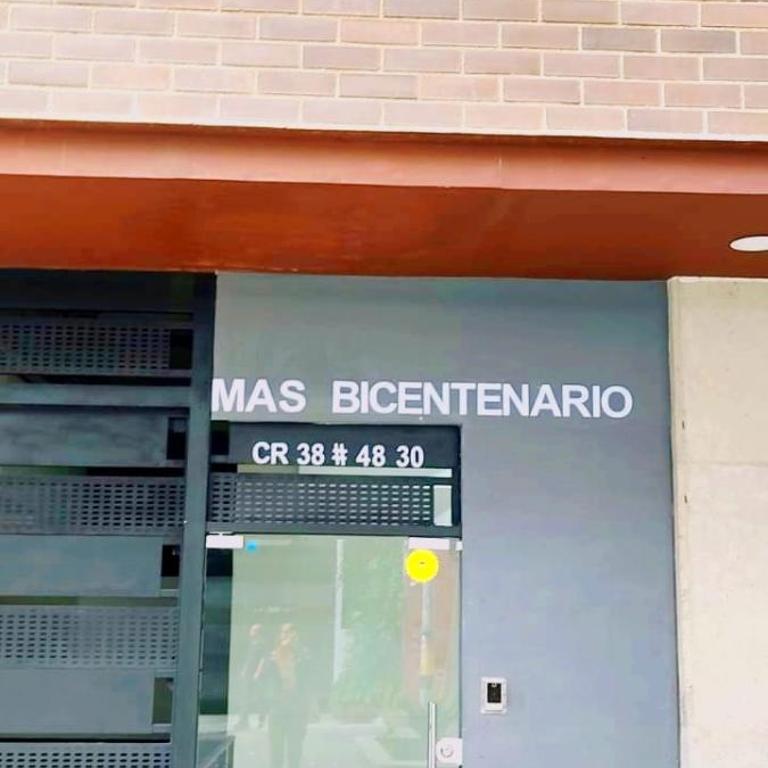 MAS BICENTENARIO
CR 38 # 48 30